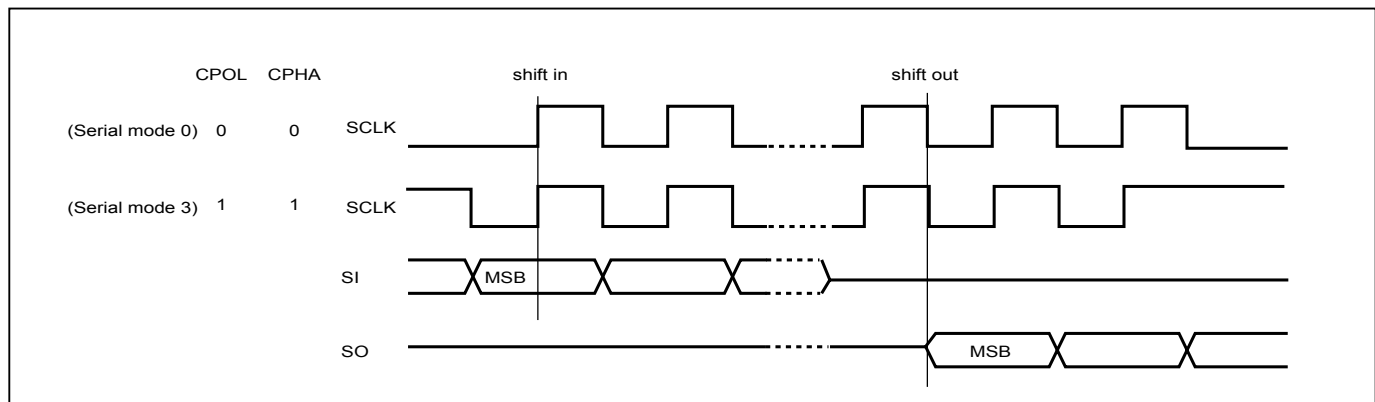 CPOL CPHA shift in shift out
(Serial mode 0) 0 0 SCLK
(Serial mode 3) 1 1 SCLK
SI MSB
SO MSB